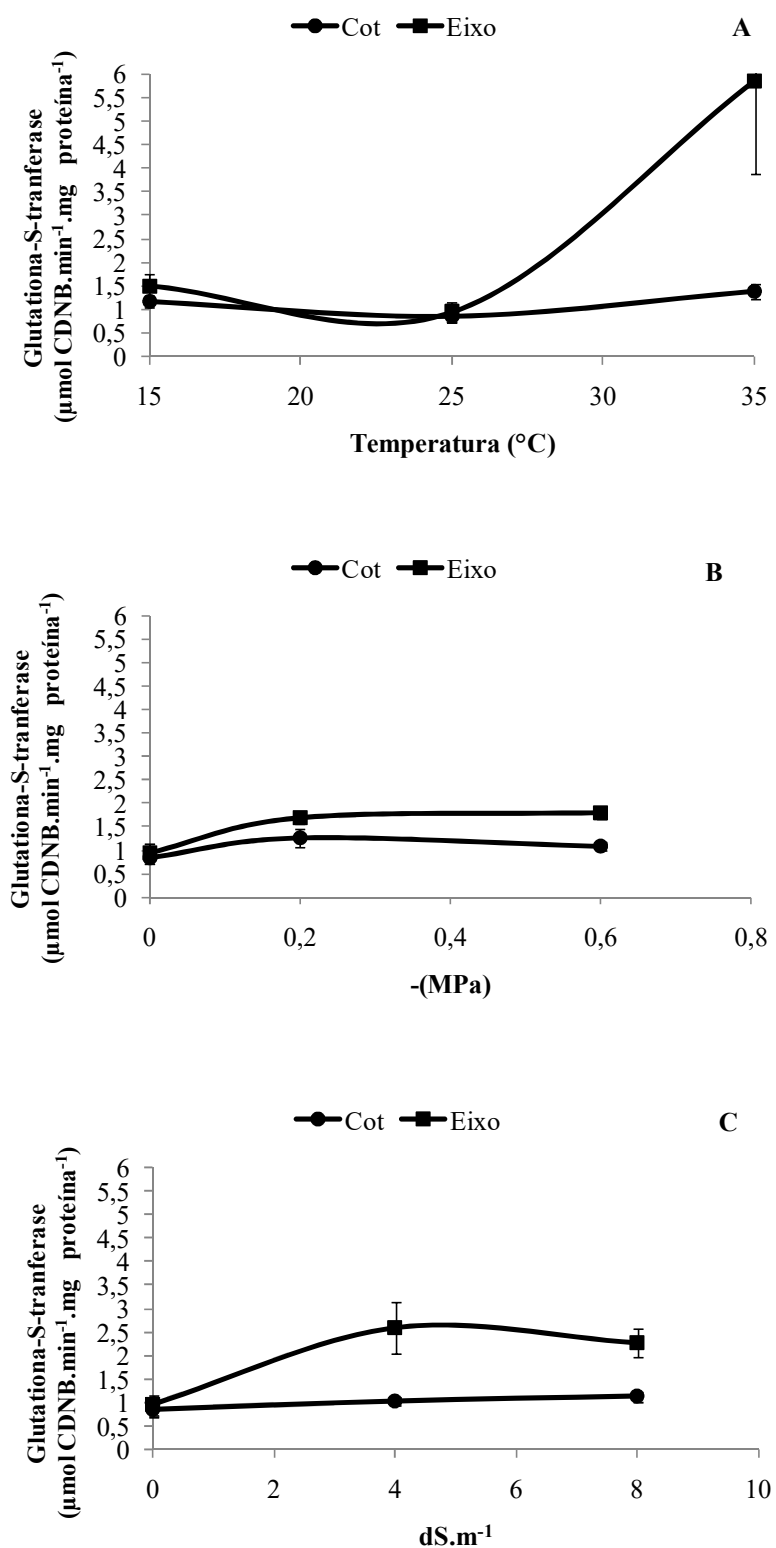 Cot Eixo A
Glutationa-S-tranferase
(µmol CDNB.min⁻¹.mg proteína⁻¹)
6
5,5
5
4,5
4
3,5
3
2,5
2
1,5
1
0,5
0
15 20 25 30 35
Temperatura (°C)
Cot Eixo B
Glutationa-S-tranferase
(µmol CDNB.min⁻¹.mg proteína⁻¹)
6
5,5
5
4,5
4
3,5
3
2,5
2
1,5
1
0,5
0
0 0,2 0,4 0,6 0,8
-(MPa)
Cot Eixo C
Glutationa-S-tranferase
(µmol CDNB.min⁻¹.mg proteína⁻¹)
6
5,5
5
4,5
4
3,5
3
2,5
2
1,5
1
0,5
0
0 2 4 6 8 10
dS.m⁻¹